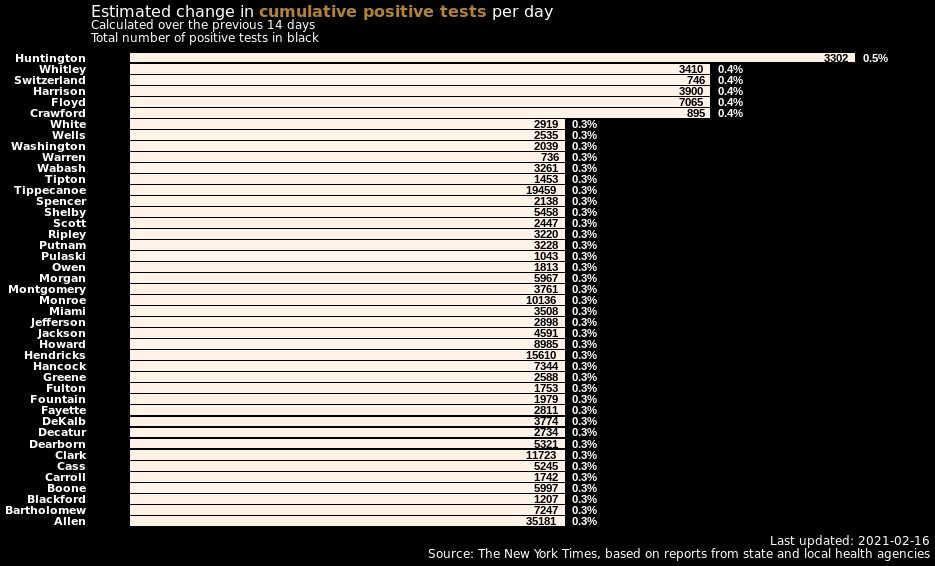 Estimated change in cumulative positive tests per day
Calculated over the previous 14 days
Total number of positive tests in black
Huntington 3302 0.5%
Whitley 3410 0.4%
Switzerland 746 0.4%
Harrison 3900 0.4%
Floyd 7065 0.4%
Crawford 895 0.4%
White 2919 0.3%
Wells 2535 0.3%
Washington 2039 0.3%
Warren 736 0.3%
Wabash 3261 0.3%
Tipton 1453 0.3%
Tippecanoe 19459 0.3%
Spencer 2138 0.3%
Shelby 5458 0.3%
Scott 2447 0.3%
Ripley 3220 0.3%
Putnam 3228 0.3%
Pulaski 1043 0.3%
Owen 1813 0.3%
Morgan 5967 0.3%
Montgomery 3761 0.3%
Monroe 10136 0.3%
Miami 3508 0.3%
Jefferson 2898 0.3%
Jackson 4591 0.3%
Howard 8985 0.3%
Hendricks 15610 0.3%
Hancock 7344 0.3%
Greene 2588 0.3%
Fulton 1753 0.3%
Fountain 1979 0.3%
Fayette 2811 0.3%
DeKalb 3774 0.3%
Decatur 2734 0.3%
Dearborn 5321 0.3%
Clark 11723 0.3%
Cass 5245 0.3%
Carroll 1742 0.3%
Boone 5997 0.3%
Blackford 1207 0.3%
Bartholomew 7247 0.3%
Allen 35181 0.3%
Last updated: 2021-02-16
Source: The New York Times, based on reports from state and local health agencies